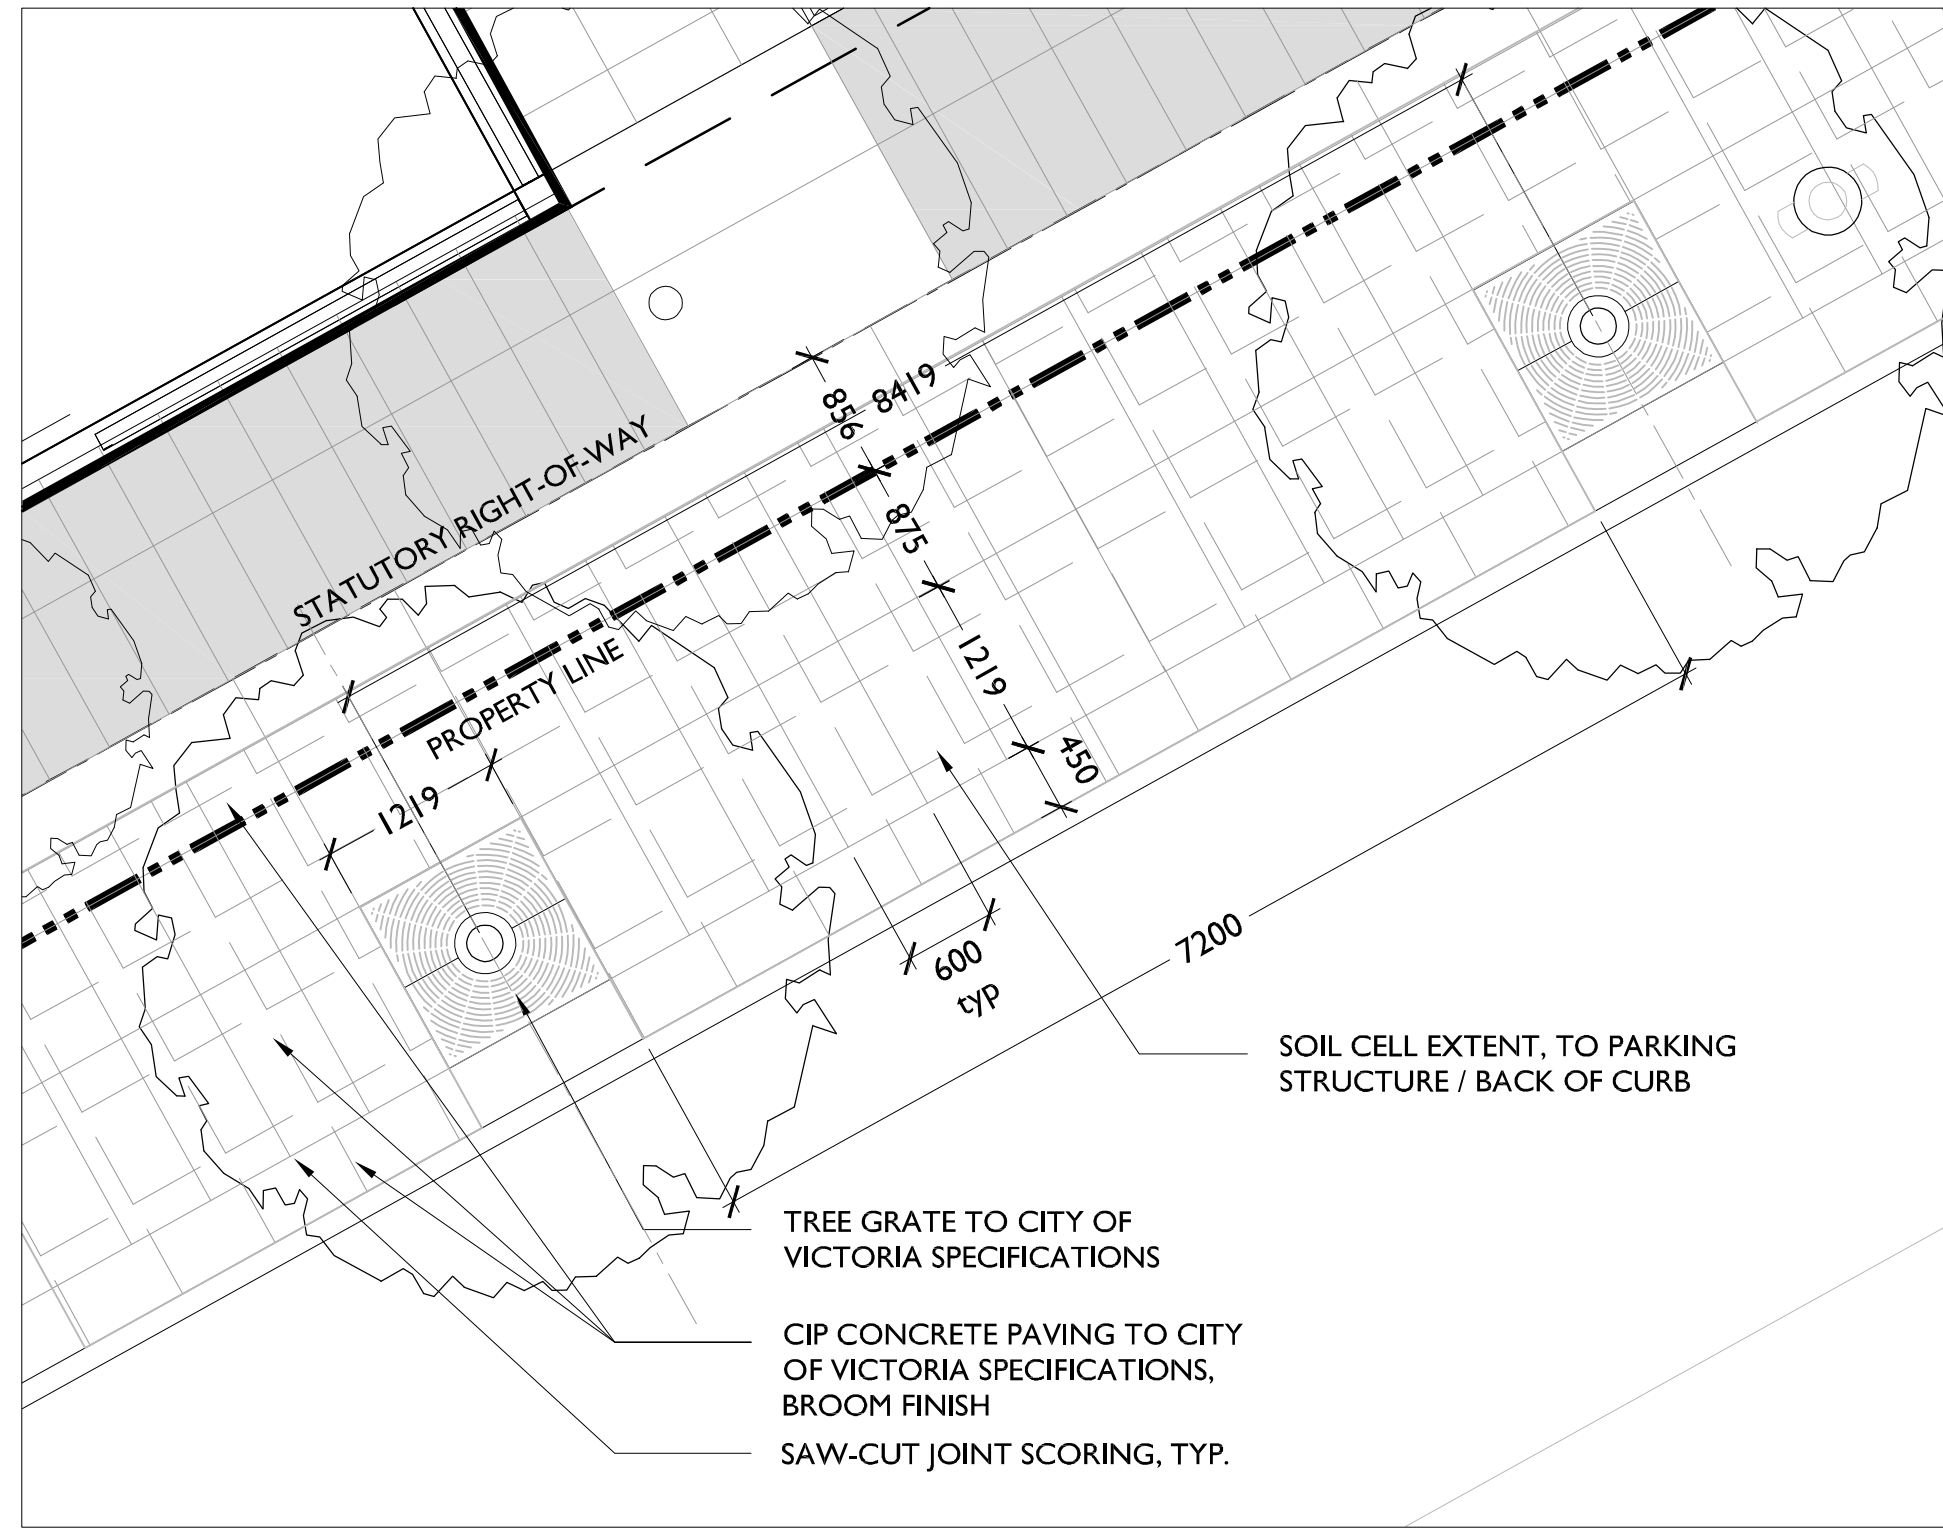 856
8419
STATUTORY RIGHT-OF-WAY
875
PROPERTY LINE
1219
1219
450
600
typ
7200
SOIL CELL EXTENT, TO PARKING
STRUCTURE / BACK OF CURB
TREE GRATE TO CITY OF
VICTORIA SPECIFICATIONS
CIP CONCRETE PAVING TO CITY
OF VICTORIA SPECIFICATIONS,
BROOM FINISH
SAW-CUT JOINT SCORING, TYP.